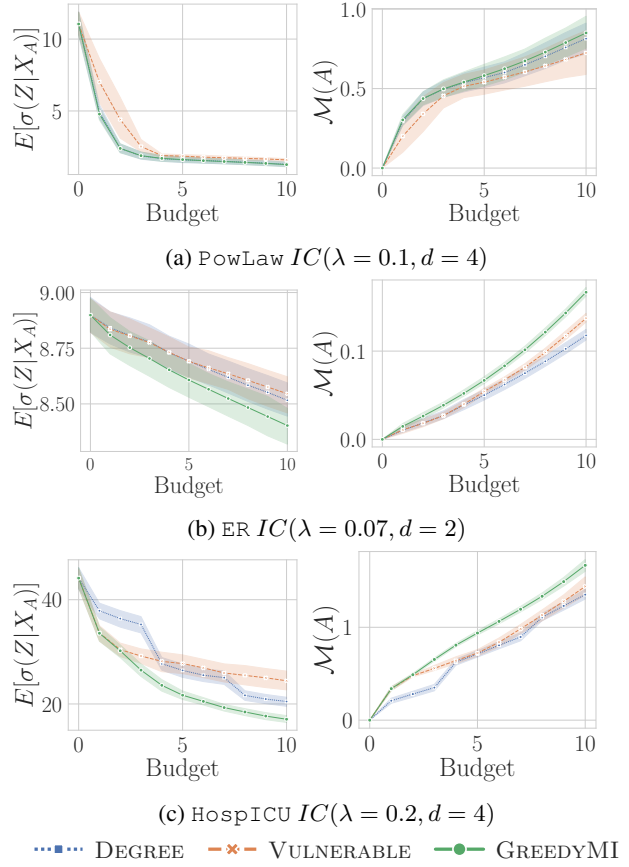 E[σ(Z|X_A)]
10
5
0
5
10
Budget
M(A)
1.0
0.5
0.0
0
5
10
Budget
(a) PowLaw IC(λ = 0.1, d = 4)
E[σ(Z|X_A)]
9.00
8.75
8.50
0
5
10
Budget
M(A)
0.1
0.0
0
5
10
Budget
(b) ER IC(λ = 0.07, d = 2)
E[σ(Z|X_A)]
40
20
0
5
10
Budget
M(A)
1
0
0
5
10
Budget
(c) HospICU IC(λ = 0.2, d = 4)
DEGREE VULNERABLE GREEDYMI